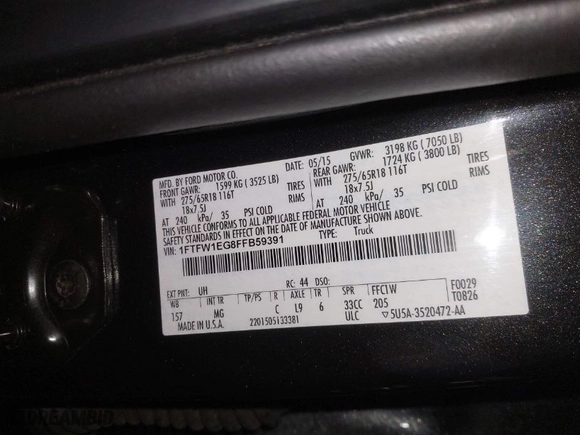 MFD. BY FORD MOTOR CO.
DATE: 05/15 GVWR: 3198 KG ( 7050 LB)
FRONT GAWR: 1599 KG ( 3525 LB) REAR GAWR: 1724 KG ( 3800 LB)
WITH 275/65R18 116T TIRES WITH 275/65R18 116T TIRES
18x7.5J RIMS 18x7.5J RIMS
AT 240 kPa/ 35 PSI COLD AT 240 kPa/ 35 PSI COLD
THIS VEHICLE CONFORMS TO ALL APPLICABLE FEDERAL MOTOR VEHICLE
SAFETY STANDARDS IN EFFECT ON THE DATE OF MANUFACTURE SHOWN ABOVE.
VIN: 1FTFW1EG8FFB59391
TYPE: Truck
EXT PNT: UH RC: 44 DSO: F0029
WB INT TR TP/PS R AXLE TR SPR FFC1W T0826
157 MG C L9 6 33CC 205
MADE IN U.S.A. 2201505133381 ULC ▽5U5A-3520472-AA